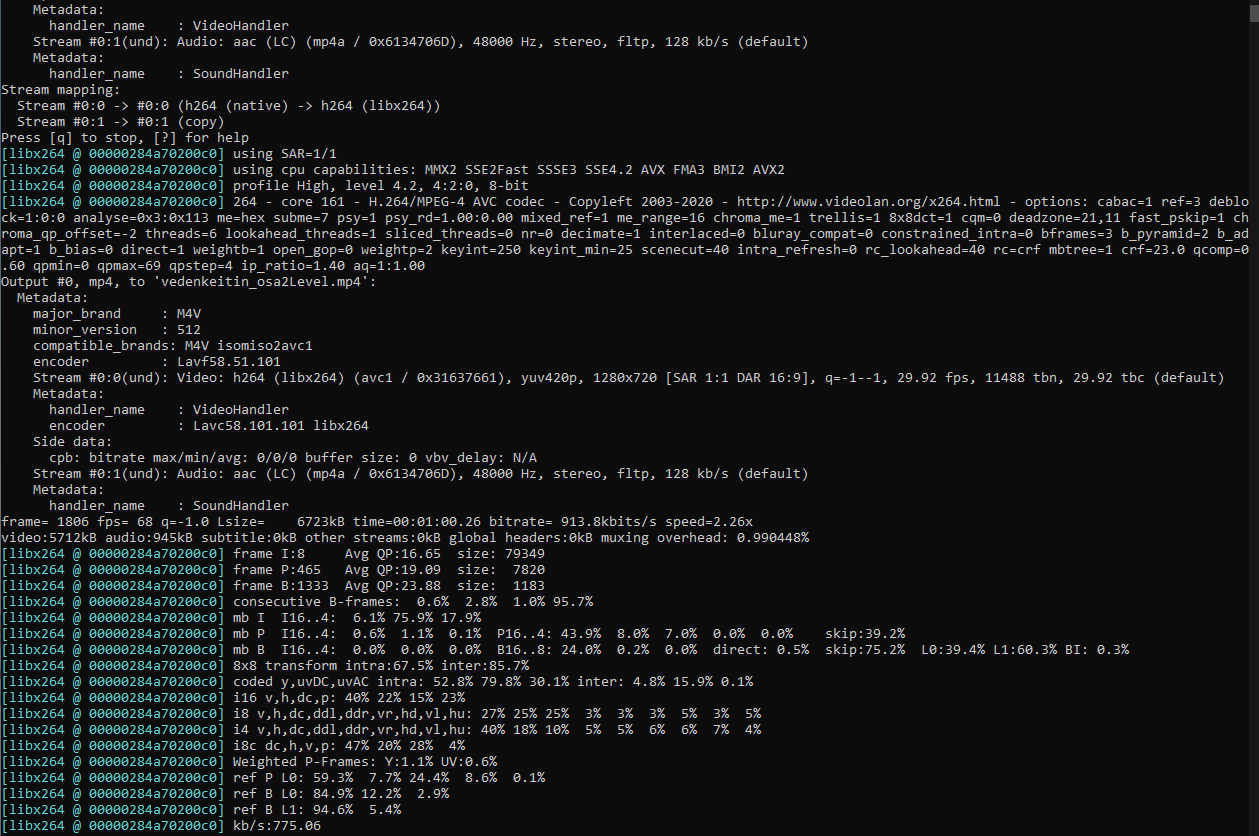 Metadata:
      handler_name    : VideoHandler
    Stream #0:1(und): Audio: aac (LC) (mp4a / 0x6134706D), 48000 Hz, stereo, fltp, 128 kb/s (default)
    Metadata:
      handler_name    : SoundHandler
Stream mapping:
  Stream #0:0 -> #0:0 (h264 (native) -> h264 (libx264))
  Stream #0:1 -> #0:1 (copy)
Press [q] to stop, [?] for help
[libx264 @ 00000284a70200c0] using SAR=1/1
[libx264 @ 00000284a70200c0] using cpu capabilities: MMX2 SSE2Fast SSSE3 SSE4.2 AVX FMA3 BMI2 AVX2
[libx264 @ 00000284a70200c0] profile High, level 4.2, 4:2:0, 8-bit
[libx264 @ 00000284a70200c0] 264 - core 161 - H.264/MPEG-4 AVC codec - Copyleft 2003-2020 - http://www.videolan.org/x264.html - options: cabac=1 ref=3 deblo
ck=1:0:0 analyse=0x3:0x113 me=hex subme=7 psy=1 psy_rd=1.00:0.00 mixed_ref=1 me_range=16 chroma_me=1 trellis=1 8x8dct=1 cqm=0 deadzone=21,11 fast_pskip=1 ch
roma_qp_offset=-2 threads=6 lookahead_threads=1 sliced_threads=0 nr=0 decimate=1 interlaced=0 bluray_compat=0 constrained_intra=0 bframes=3 b_pyramid=2 b_ad
apt=1 b_bias=0 direct=1 weightb=1 open_gop=0 weightp=2 keyint=250 keyint_min=25 scenecut=40 intra_refresh=0 rc_lookahead=40 rc=crf mbtree=1 crf=23.0 qcomp=0
.60 qpmin=0 qpmax=69 qpstep=4 ip_ratio=1.40 aq=1:1.00
Output #0, mp4, to 'vedenkeitin_osa2Level.mp4':
  Metadata:
    major_brand     : M4V
    minor_version   : 512
    compatible_brands: M4V isomiso2avc1
    encoder         : Lavf58.51.101
    Stream #0:0(und): Video: h264 (libx264) (avc1 / 0x31637661), yuv420p, 1280x720 [SAR 1:1 DAR 16:9], q=-1--1, 29.92 fps, 11488 tbn, 29.92 tbc (default)
    Metadata:
      handler_name    : VideoHandler
      encoder         : Lavc58.101.101 libx264
    Side data:
      cpb: bitrate max/min/avg: 0/0/0 buffer size: 0 vbv_delay: N/A
    Stream #0:1(und): Audio: aac (LC) (mp4a / 0x6134706D), 48000 Hz, stereo, fltp, 128 kb/s (default)
    Metadata:
      handler_name    : SoundHandler
frame= 1806 fps= 68 q=-1.0 Lsize=    6723kB time=00:01:00.26 bitrate= 913.8kbits/s speed=2.26x
video:5712kB audio:945kB subtitle:0kB other streams:0kB global headers:0kB muxing overhead: 0.990448%
[libx264 @ 00000284a70200c0] frame I:8     Avg QP:16.65  size: 79349
[libx264 @ 00000284a70200c0] frame P:465   Avg QP:19.09  size:  7820
[libx264 @ 00000284a70200c0] frame B:1333  Avg QP:23.88  size:  1183
[libx264 @ 00000284a70200c0] consecutive B-frames:  0.6%  2.8%  1.0% 95.7%
[libx264 @ 00000284a70200c0] mb I  I16..4:  6.1% 75.9% 17.9%
[libx264 @ 00000284a70200c0] mb P  I16..4:  0.6%  1.1%  0.1%  P16..4: 43.9%  8.0%  7.0%  0.0%  0.0%    skip:39.2%
[libx264 @ 00000284a70200c0] mb B  I16..4:  0.0%  0.0%  0.0%  B16..8: 24.0%  0.2%  0.0%  direct: 0.5%  skip:75.2%  L0:39.4% L1:60.3% BI: 0.3%
[libx264 @ 00000284a70200c0] 8x8 transform intra:67.5% inter:85.7%
[libx264 @ 00000284a70200c0] coded y,uvDC,uvAC intra: 52.8% 79.8% 30.1% inter: 4.8% 15.9% 0.1%
[libx264 @ 00000284a70200c0] i16 v,h,dc,p: 40% 22% 15% 23%
[libx264 @ 00000284a70200c0] i8 v,h,dc,ddl,ddr,vr,hd,vl,hu: 27% 25% 25%  3%  3%  3%  5%  3%  5%
[libx264 @ 00000284a70200c0] i4 v,h,dc,ddl,ddr,vr,hd,vl,hu: 40% 18% 10%  5%  5%  6%  6%  7%  4%
[libx264 @ 00000284a70200c0] i8c dc,h,v,p: 47% 20% 28%  4%
[libx264 @ 00000284a70200c0] Weighted P-Frames: Y:1.1% UV:0.6%
[libx264 @ 00000284a70200c0] ref P L0: 59.3%  7.7% 24.4%  8.6%  0.1%
[libx264 @ 00000284a70200c0] ref B L0: 84.9% 12.2%  2.9%
[libx264 @ 00000284a70200c0] ref B L1: 94.6%  5.4%
[libx264 @ 00000284a70200c0] kb/s:775.06